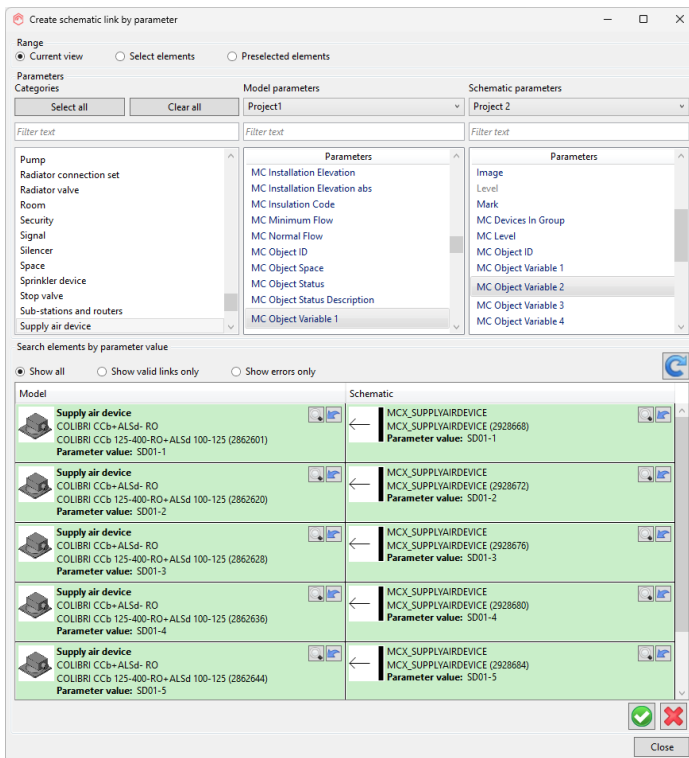 Create schematic link by parameter
Range
Current view Select elements Preselected elements
Parameters
Categories Model parameters Schematic parameters
Select all Clear all Project1 Project 2
Filter text Filter text Filter text
Pump
Radiator connection set
Radiator valve
Room
Security
Signal
Silencer
Space
Sprinkler device
Stop valve
Sub-stations and routers
Supply air device
Parameters
MC Installation Elevation
MC Installation Elevation abs
MC Insulation Code
MC Minimum Flow
MC Normal Flow
MC Object ID
MC Object Space
MC Object Status
MC Object Status Description
MC Object Variable 1
Parameters
Image
Level
Mark
MC Devices In Group
MC Level
MC Object ID
MC Object Variable 1
MC Object Variable 2
MC Object Variable 3
MC Object Variable 4
Search elements by parameter value
Show all Show valid links only Show errors only
Model Schematic
Supply air device
COLIBRI CCb+ALSd- RO
COLIBRI CCb 125-400-RO+ALSd 100-125 (2862601)
Parameter value: SD01-1
MCX_SUPPLYAIRDEVICE
MCX_SUPPLYAIRDEVICE (2928668)
Parameter value: SD01-1
Supply air device
COLIBRI CCb+ALSd- RO
COLIBRI CCb 125-400-RO+ALSd 100-125 (2862620)
Parameter value: SD01-2
MCX_SUPPLYAIRDEVICE
MCX_SUPPLYAIRDEVICE (2928672)
Parameter value: SD01-2
Supply air device
COLIBRI CCb+ALSd- RO
COLIBRI CCb 125-400-RO+ALSd 100-125 (2862628)
Parameter value: SD01-3
MCX_SUPPLYAIRDEVICE
MCX_SUPPLYAIRDEVICE (2928676)
Parameter value: SD01-3
Supply air device
COLIBRI CCb+ALSd- RO
COLIBRI CCb 125-400-RO+ALSd 100-125 (2862636)
Parameter value: SD01-4
MCX_SUPPLYAIRDEVICE
MCX_SUPPLYAIRDEVICE (2928680)
Parameter value: SD01-4
Supply air device
COLIBRI CCb+ALSd- RO
COLIBRI CCb 125-400-RO+ALSd 100-125 (2862644)
Parameter value: SD01-5
MCX_SUPPLYAIRDEVICE
MCX_SUPPLYAIRDEVICE (2928684)
Parameter value: SD01-5
Close